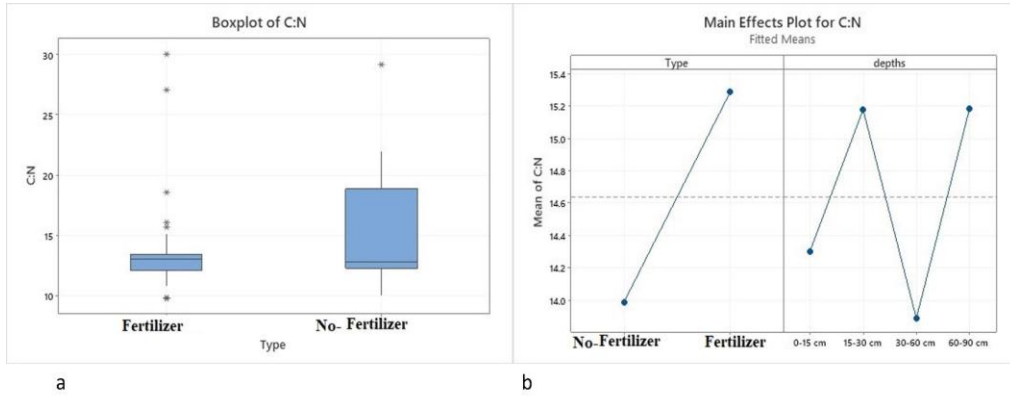 Boxplot of C:N
30
25
20
15
10
C:N
Fertilizer
No- Fertilizer
Type
a
Main Effects Plot for C:N
Fitted Means
Type
depths
15.4
15.2
15.0
14.8
14.6
14.4
14.2
14.0
Mean of C:N
No-Fertilizer
Fertilizer
0-15 cm
15-30 cm
30-60 cm
60-90 cm
b